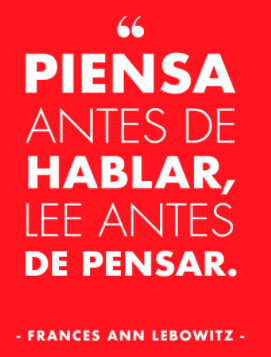 “
PIENSA
ANTES DE
HABLAR,
LEE ANTES
DE PENSAR.
- FRANCES ANN LEBOWITZ -